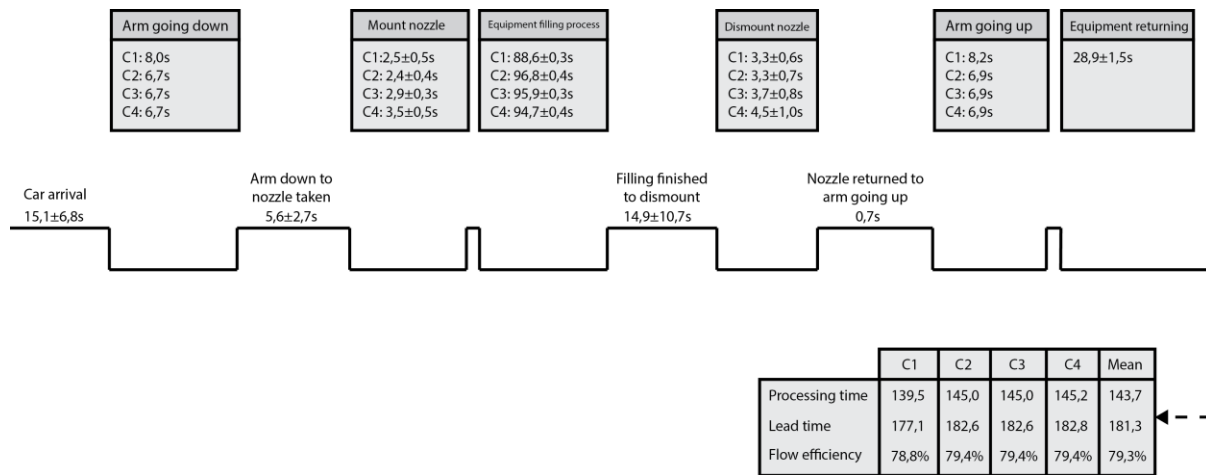 Arm going down
C1: 8,0s
C2: 6,7s
C3: 6,7s
C4: 6,7s
Mount nozzle
C1:2,5±0,5s
C2: 2,4±0,4s
C3: 2,9±0,3s
C4: 3,5±0,5s
Equipment filling process
C1: 88,6±0,3s
C2: 96,8±0,4s
C3: 95,9±0,3s
C4: 94,7±0,4s
Dismount nozzle
C1: 3,3±0,6s
C2: 3,3±0,7s
C3: 3,7±0,8s
C4: 4,5±1,0s
Arm going up
C1: 8,2s
C2: 6,9s
C3: 6,9s
C4: 6,9s
Equipment returning
28,9±1,5s
Car arrival
15,1±6,8s
Arm down to
nozzle taken
5,6±2,7s
Filling finished
to dismount
14,9±10,7s
Nozzle returned to
arm going up
0,7s
C1 C2 C3 C4 Mean
Processing time 139,5 145,0 145,0 145,2 143,7
Lead time 177,1 182,6 182,6 182,8 181,3
Flow efficiency 78,8% 79,4% 79,4% 79,4% 79,3%